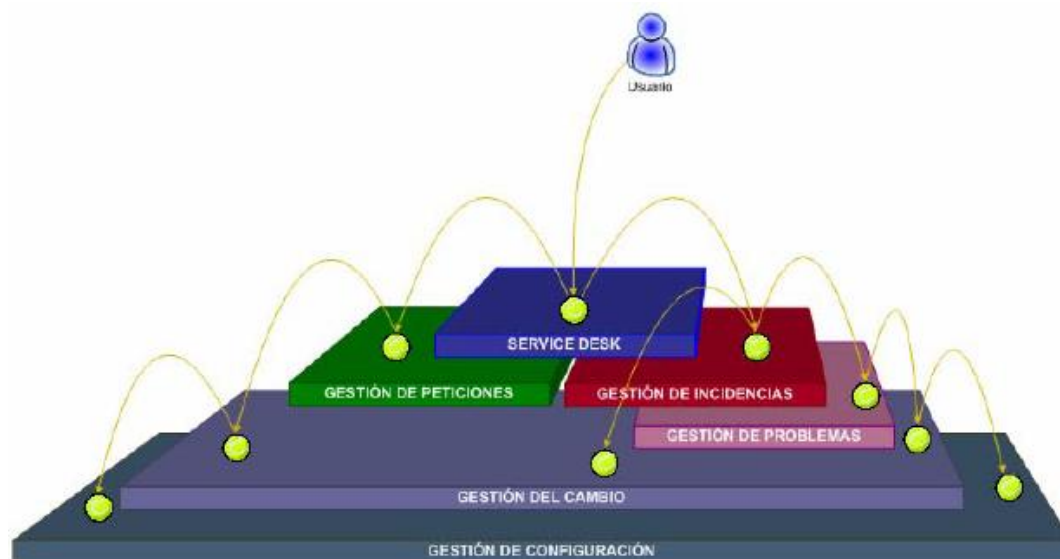 Usuario
SERVICE DESK
GESTIÓN DE PETICIONES
GESTIÓN DE INCIDENCIAS
GESTIÓN DE PROBLEMAS
GESTIÓN DEL CAMBIO
GESTIÓN DE CONFIGURACIÓN